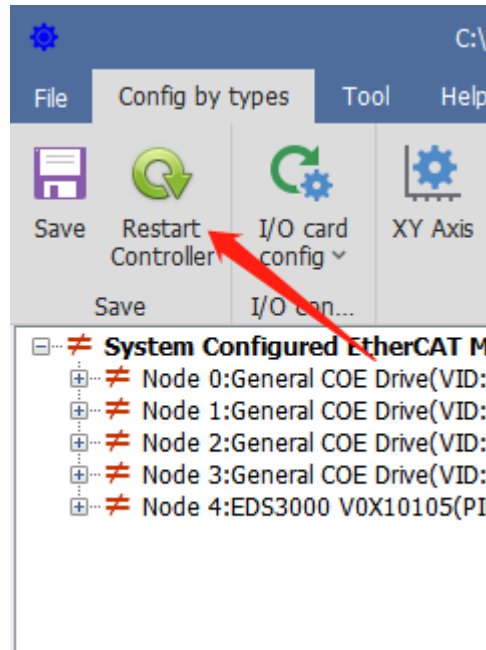 C:\
File Config by types Tool Help
Save Restart Controller I/O card config XY Axis
Save I/O con...
System Configured EtherCAT M
Node 0:General COE Drive(VID:
Node 1:General COE Drive(VID:
Node 2:General COE Drive(VID:
Node 3:General COE Drive(VID:
Node 4:EDS3000 V0X10105(PI